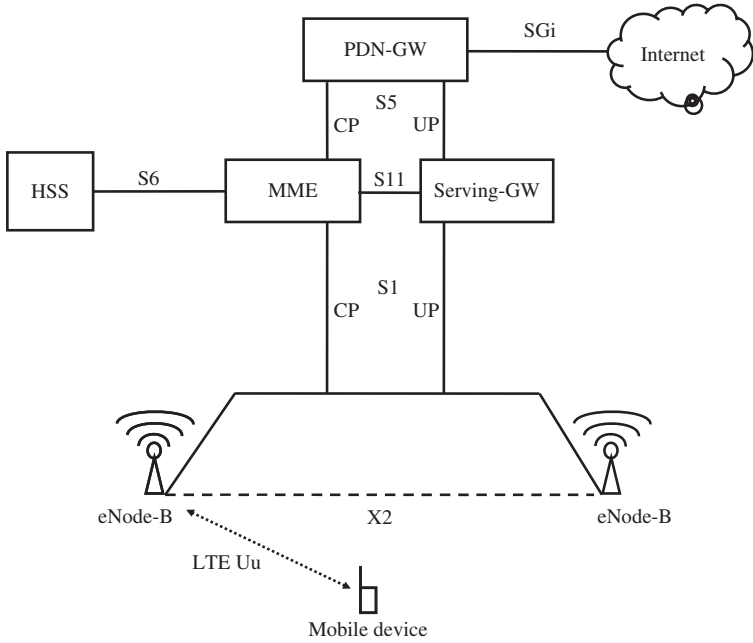 SGi
PDN-GW
Internet
S5
CP UP
S6
S11
HSS
MME
Serving-GW
S1
CP UP
eNode-B
eNode-B
X2
LTE Uu
Mobile device